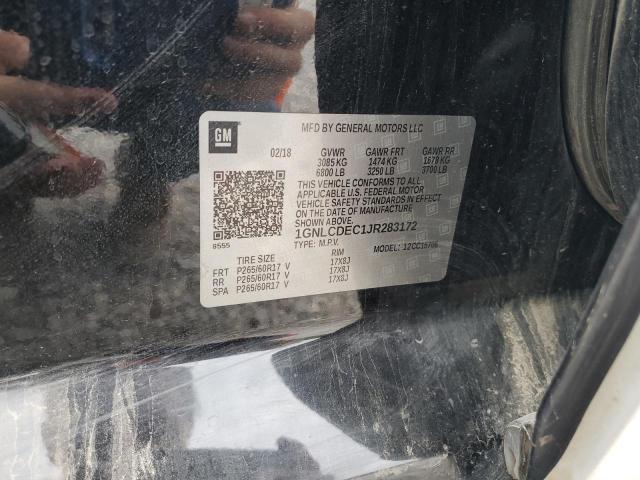 GM
MFD BY GENERAL MOTORS LLC
02/18 GVWR GAWR FRT GAWR RR
3085 KG 1474 KG 1678 KG
6800 LB 3250 LB 3700 LB
THIS VEHICLE CONFORMS TO ALL
APPLICABLE U.S. FEDERAL MOTOR
VEHICLE SAFETY STANDARDS IN EFFECT
ON THE DATE OF MANUFACTURE
SHOWN ABOVE.
1GNLCDEC1JR283172
8555 TYPE: M.P.V. MODEL: 12CC15706
TIRE SIZE RIM
FRT P265/60R17 V 17X8J
RR P265/60R17 V 17X8J
SPA P265/60R17 V 17X8J